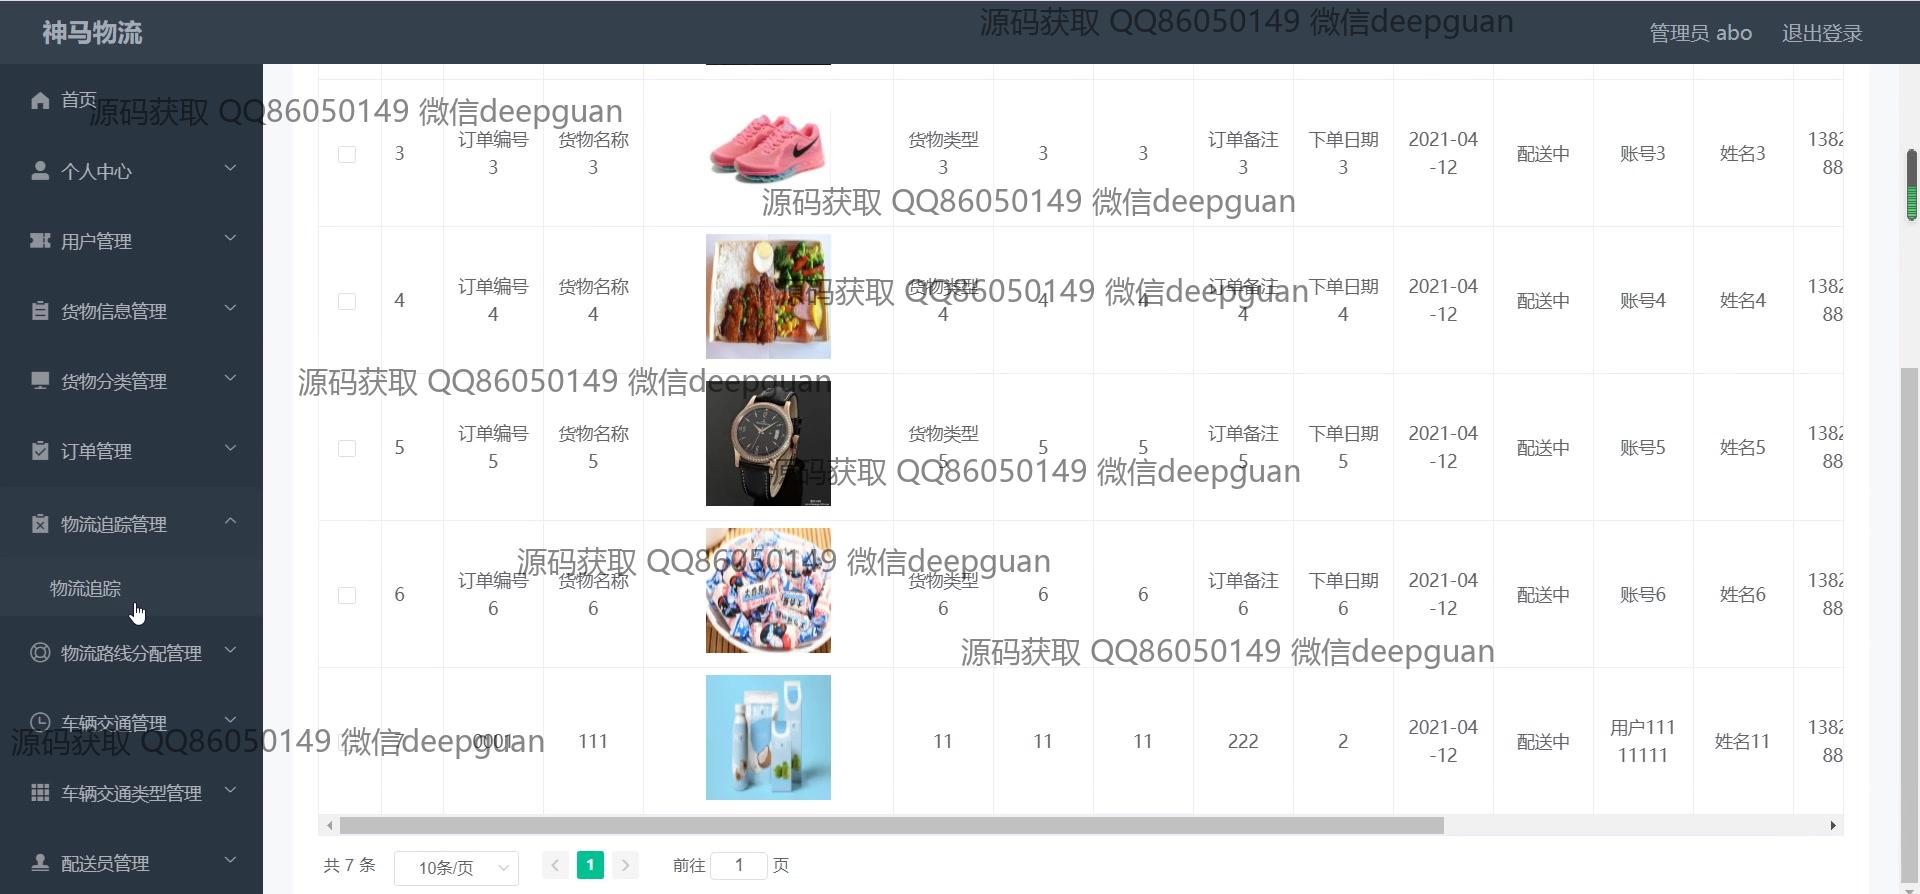 神马物流
源码获取 QQ86050149 微信deepguan
管理员 abo
退出登录
首页
源码获取 QQ86050149 微信deepguan
个人中心
用户管理
货物信息管理
货物分类管理
订单管理
物流追踪管理
物流追踪
物流路线分配管理
车辆交通管理
车辆交通类型管理
配送员管理
3 订单编号3 货物名称3 货物类型3 3 3 订单备注3 下单日期3 2021-04-12 配送中 账号3 姓名3 1382 88
源码获取 QQ86050149 微信deepguan
4 订单编号4 货物名称4 货物类型4 4 4 订单备注4 下单日期4 2021-04-12 配送中 账号4 姓名4 1382 88
源码获取 QQ86050149 微信deepguan
源码获取 QQ86050149 微信deepguan
5 订单编号5 货物名称5 货物类型5 5 5 订单备注5 下单日期5 2021-04-12 配送中 账号5 姓名5 1382 88
源码获取 QQ86050149 微信deepguan
源码获取 QQ86050149 微信deepguan
6 订单编号6 货物名称6 货物类型6 6 6 订单备注6 下单日期6 2021-04-12 配送中 账号6 姓名6 1382 88
源码获取 QQ86050149 微信deepguan
7 0001 111 11 11 11 222 2 2021-04-12 配送中 用户11111111 姓名11 1382 88
源码获取 QQ86050149 微信deepguan
共 7 条 10条/页 1 前往 1 页